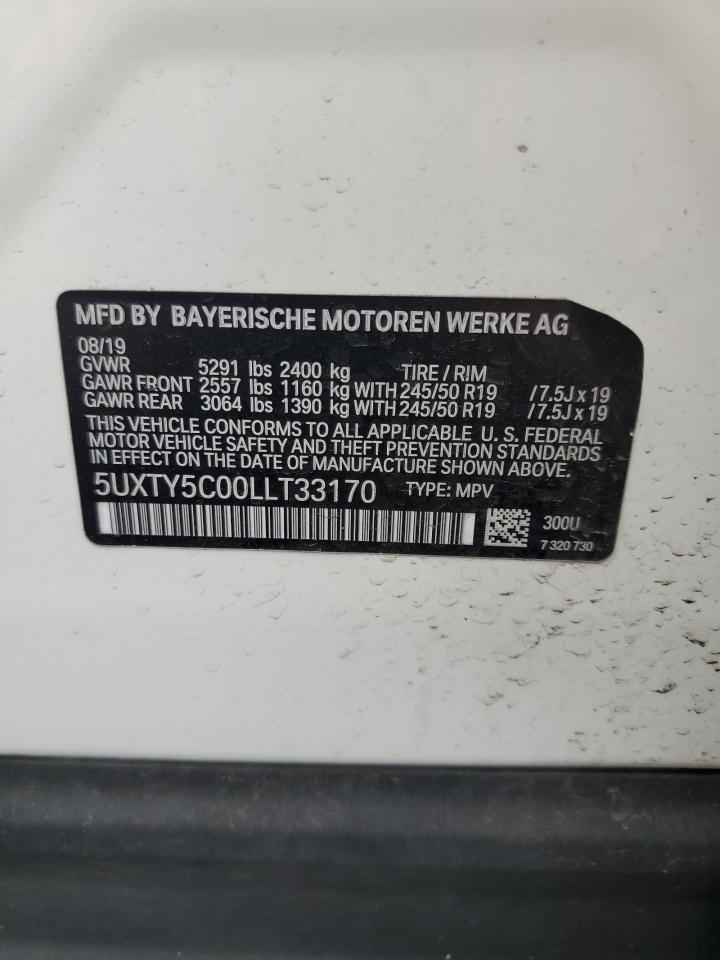 MFD BY BAYERISCHE MOTOREN WERKE AG
08/19
GVWR 5291 lbs 2400 kg TIRE / RIM
GAWR FRONT 2557 lbs 1160 kg WITH 245/50 R19 / 7.5J x 19
GAWR REAR 3064 lbs 1390 kg WITH 245/50 R19 / 7.5J x 19
THIS VEHICLE CONFORMS TO ALL APPLICABLE U. S. FEDERAL
MOTOR VEHICLE SAFETY AND THEFT PREVENTION STANDARDS
IN EFFECT ON THE DATE OF MANUFACTURE SHOWN ABOVE.
5UXTY5C00LLT33170 TYPE: MPV
300U
7 320 730